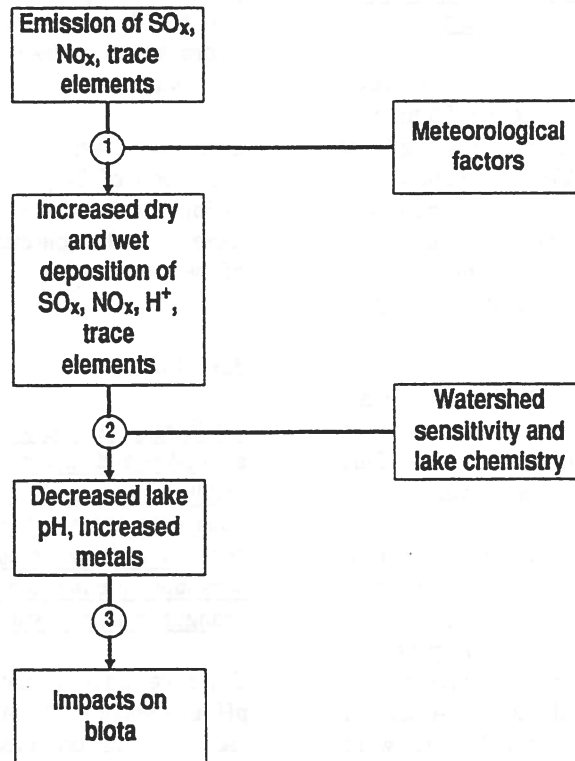 Emission of SOx,
Nox, trace
elements
1
Meteorological
factors
Increased dry
and wet
deposition of
SOx, NOx, H+,
trace
elements
2
Watershed
sensitivity and
lake chemistry
Decreased lake
pH, increased
metals
3
Impacts on
biota